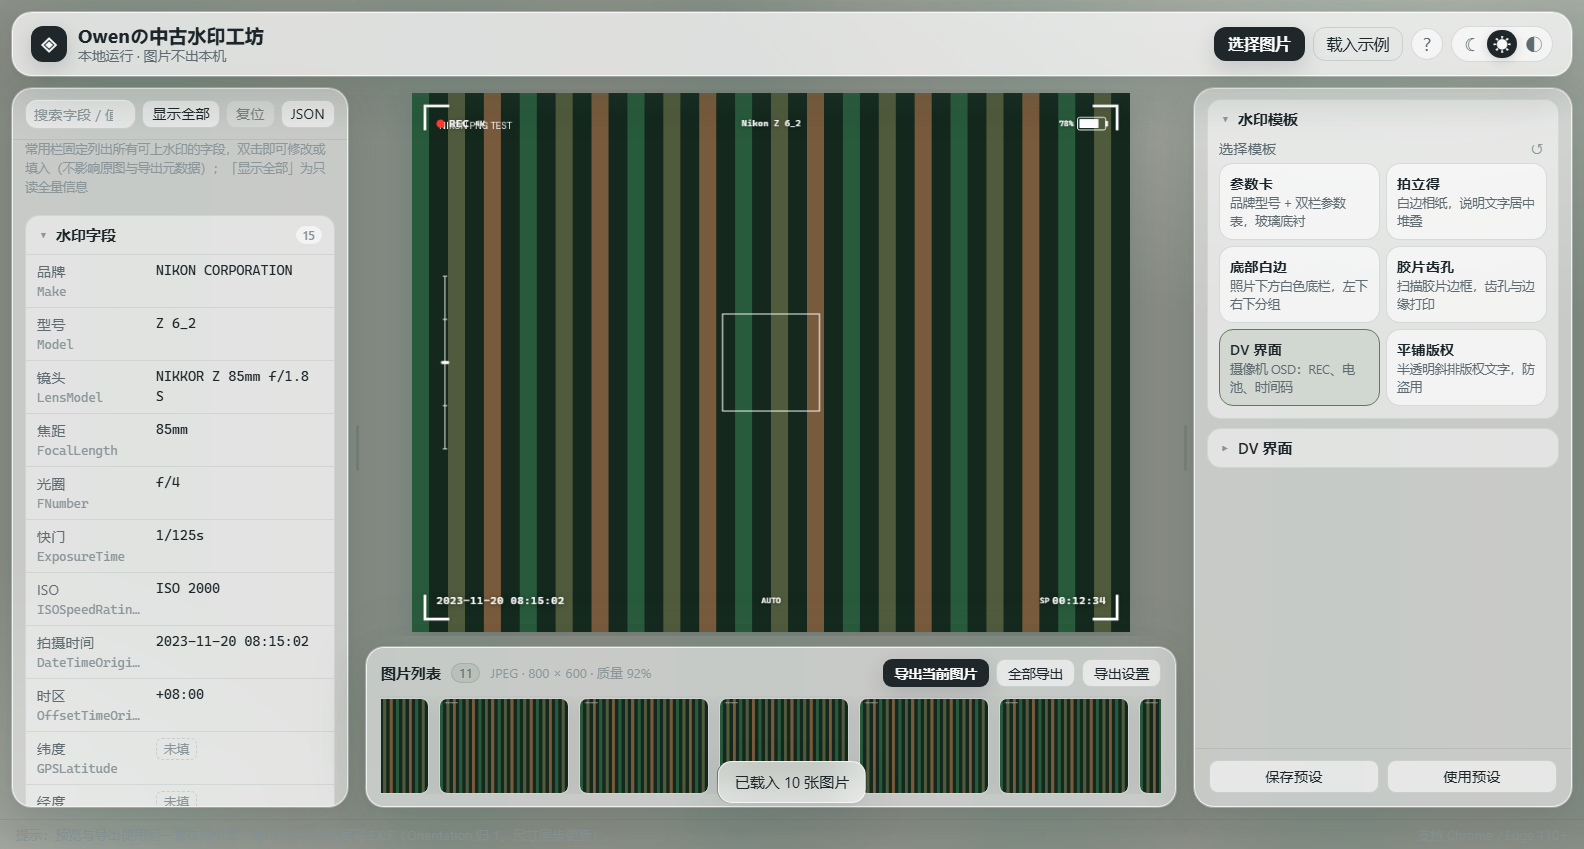 Owenの中古水印工坊
本地运行 · 图片不出本机
选择图片
载入示例
?
搜索字段 / 值
显示全部
复位
JSON
常用栏固定列出所有可上水印的字段，双击即可修改或
填入（不影响原图与导出元数据）；「显示全部」为只
读全量信息
水印字段
15
品牌
Make
NIKON CORPORATION
型号
Model
Z 6_2
镜头
LensModel
NIKKOR Z 85mm f/1.8
S
焦距
FocalLength
85mm
光圈
FNumber
f/4
快门
ExposureTime
1/125s
ISO
ISOSpeedRatin…
ISO 2000
拍摄时间
DateTimeOrigi…
2023-11-20 08:15:02
时区
OffsetTimeOri…
+08:00
纬度
GPSLatitude
未填
经度
未填
REC
PNG TEST
Nikon Z 6_2
78%
2023-11-20 08:15:02
AUTO
SP 00:12:34
图片列表
11
JPEG · 800 × 600 · 质量 92%
导出当前图片
全部导出
导出设置
已载入 10 张图片
水印模板
选择模板
参数卡
品牌型号 + 双栏参数
表，玻璃底衬
拍立得
白边相纸，说明文字居中
堆叠
底部白边
照片下方白色底栏，左下
右下分组
胶片齿孔
扫描胶片边框，齿孔与边
缘打印
DV 界面
摄像机 OSD：REC、电
池、时间码
平铺版权
半透明斜排版权文字，防
盗用
DV 界面
保存预设
使用预设